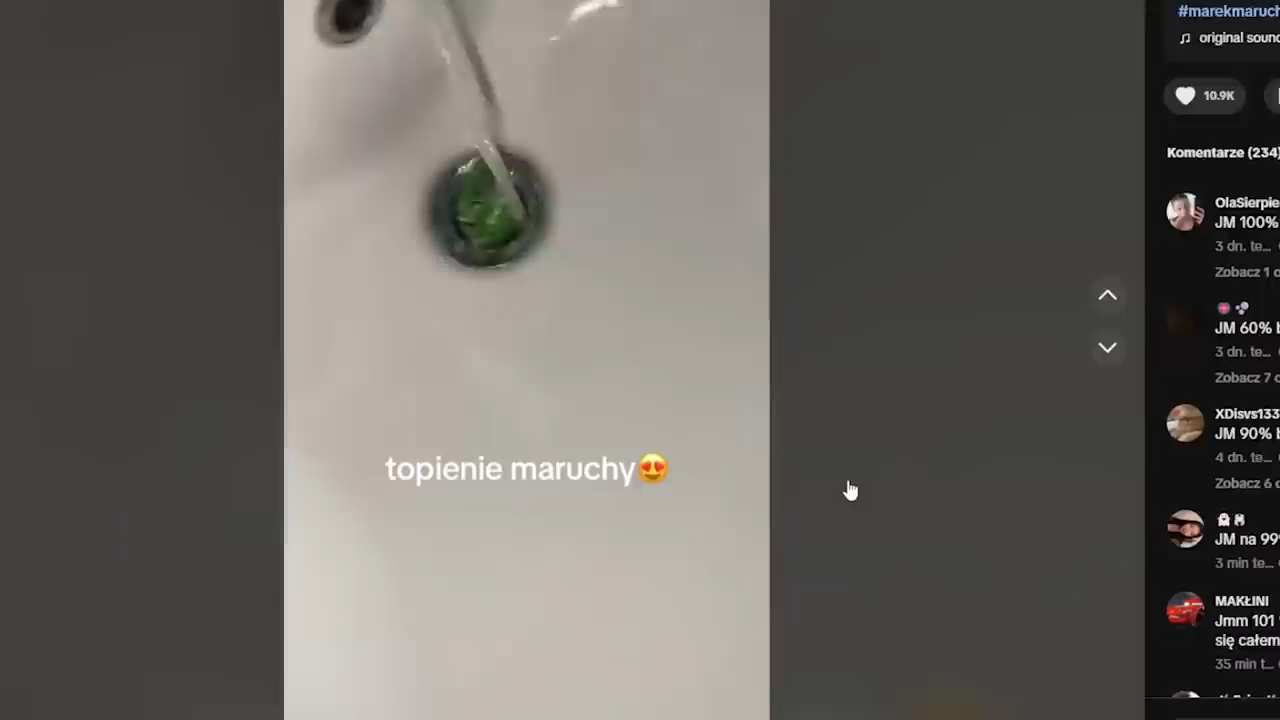 topienie maruchy😍
#marekmaruch
original soun
10.9K
Komentarze (234)
OlaSierpie
JM 100%
3 dn. te...
Zobacz 1
JM 60%
3 dn. te...
Zobacz 7
XDisvs133
JM 90%
4 dn. te...
Zobacz 6
JM na 99
3 min te...
MAKŁINI
Jmm 101
się całem
35 min t...